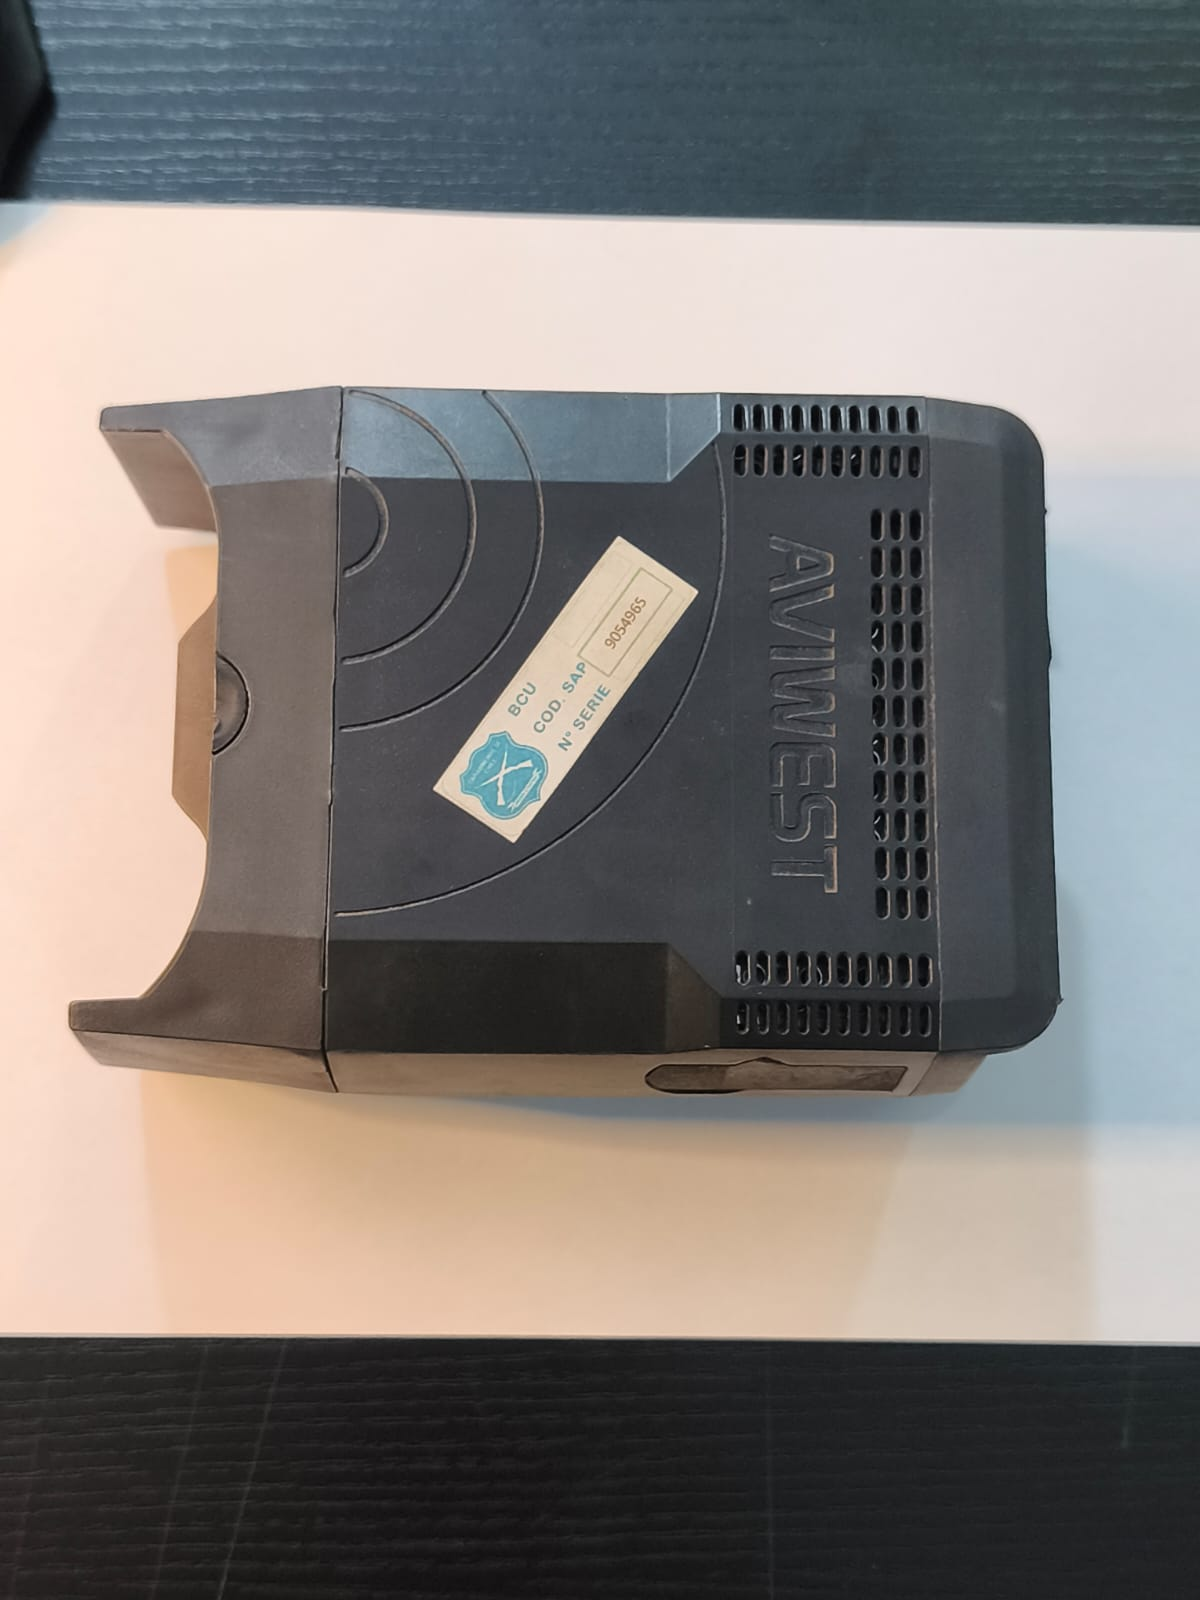 AVIWEST
BCU
COD. SAP 9054965
N° SERIE